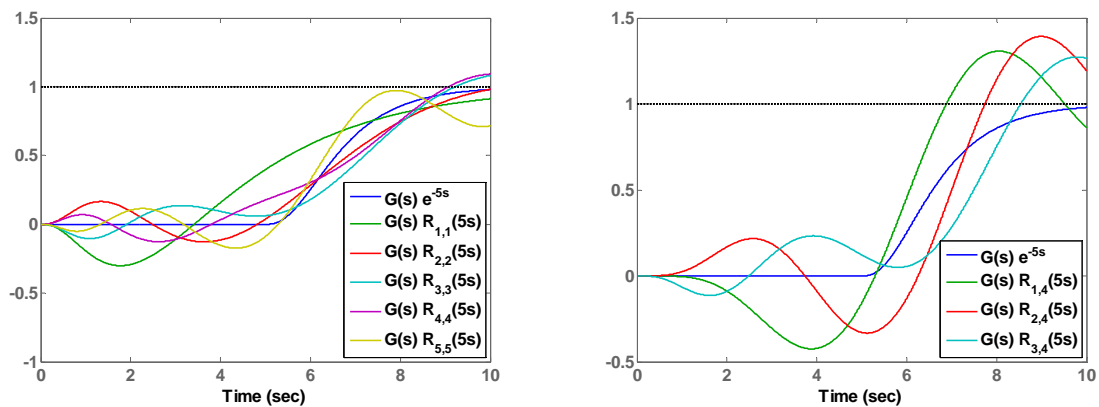 1.5
1
0.5
0
-0.5
-1
0
2
4
6
8
10
Time (sec)
G(s) e-5s
G(s) R1,1(5s)
G(s) R2,2(5s)
G(s) R3,3(5s)
G(s) R4,4(5s)
G(s) R5,5(5s)
1.5
1
0.5
0
-0.5
0
2
4
6
8
10
Time (sec)
G(s) e-5s
G(s) R1,4(5s)
G(s) R2,4(5s)
G(s) R3,4(5s)